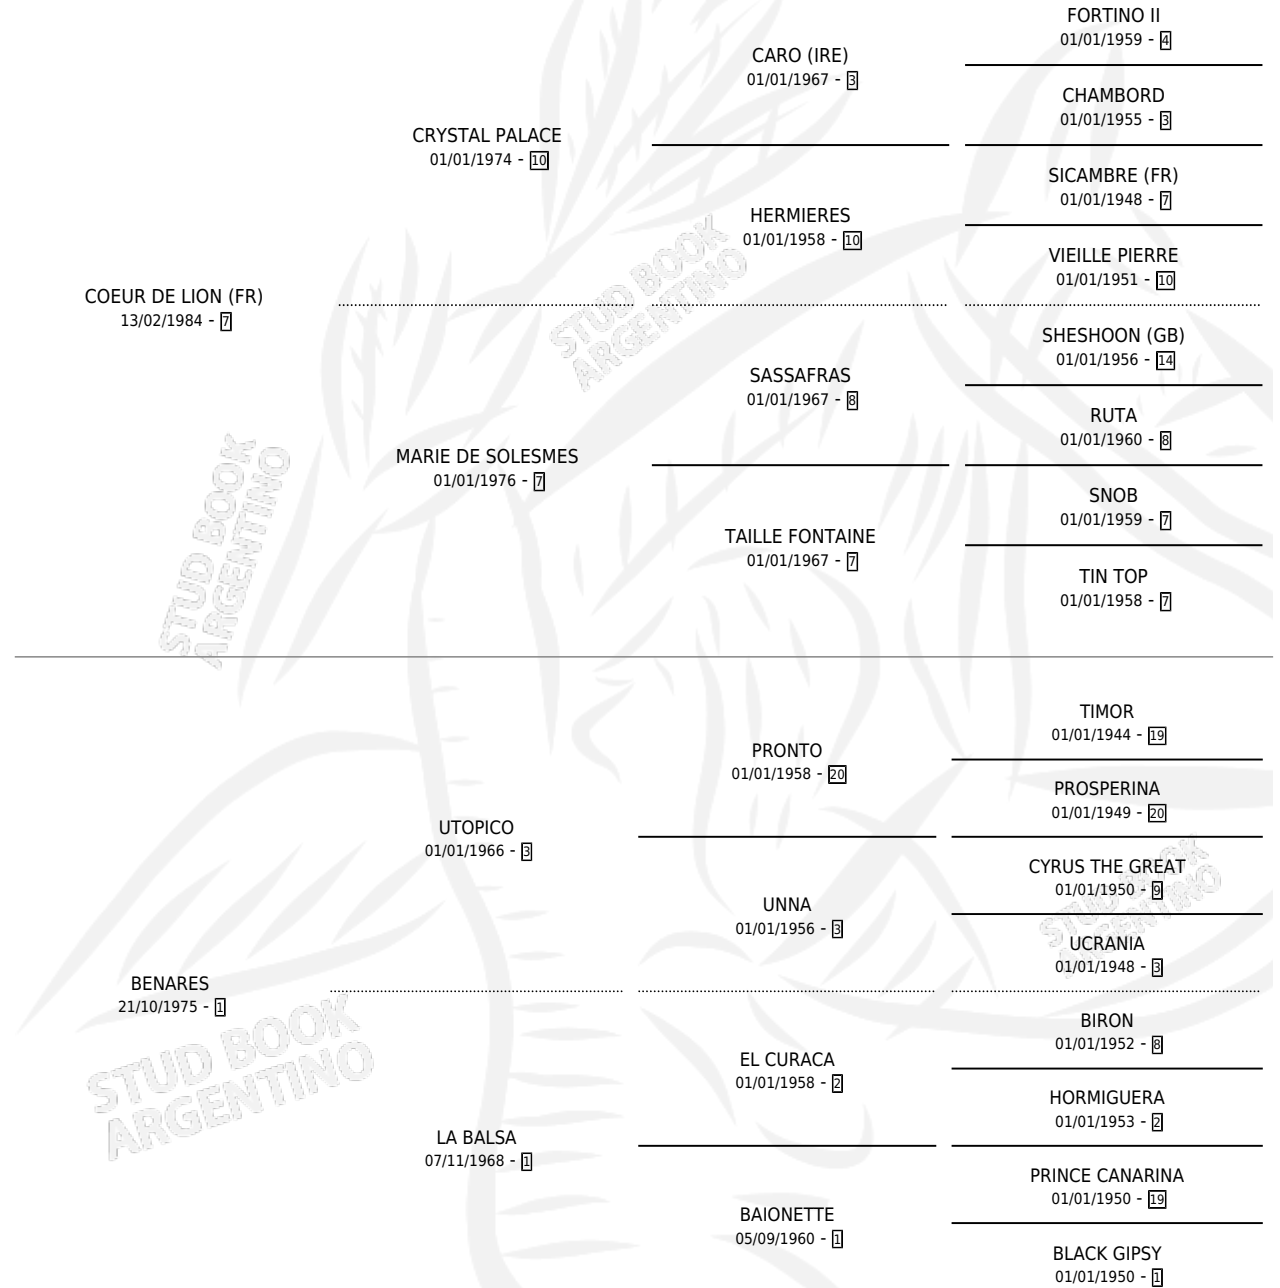 FORTINO II
01/01/1959 - 4
CARO (IRE)
01/01/1967 - 3
CHAMBORD
01/01/1955 - 3
CRYSTAL PALACE
01/01/1974 - 10
SICAMBRE (FR)
01/01/1948 - 7
HERMIERES
01/01/1958 - 10
VIEILLE PIERRE
01/01/1951 - 10
COEUR DE LION (FR)
13/02/1984 - 7
STUD BOOK
ARGENTINO
SHESHOON (GB)
01/01/1956 - 14
SASSAFRAS
01/01/1967 - 8
RUTA
01/01/1960 - 8
MARIE DE SOLESMES
01/01/1976 - 7
SNOB
01/01/1959 - 7
TAILLE FONTAINE
01/01/1967 - 7
TIN TOP
01/01/1958 - 7
STUD BOOK
ARGENTINO
TIMOR
01/01/1944 - 19
PRONTO
01/01/1958 - 20
PROSPERINA
01/01/1949 - 20
UTOPICO
01/01/1966 - 3
CYRUS THE GREAT
01/01/1950 - 9
UNNA
01/01/1956 - 3
UCRANIA
01/01/1948 - 3
STUD BOOK
ARGENTINO
BENARES
21/10/1975 - 1
BIRON
01/01/1952 - 8
EL CURACA
01/01/1958 - 2
HORMIGUERA
01/01/1953 - 2
STUD BOOK
ARGENTINO
LA BALSA
07/11/1968 - 1
PRINCE CANARINA
01/01/1950 - 19
BAIONETTE
05/09/1960 - 1
BLACK GIPSY
01/01/1950 - 1